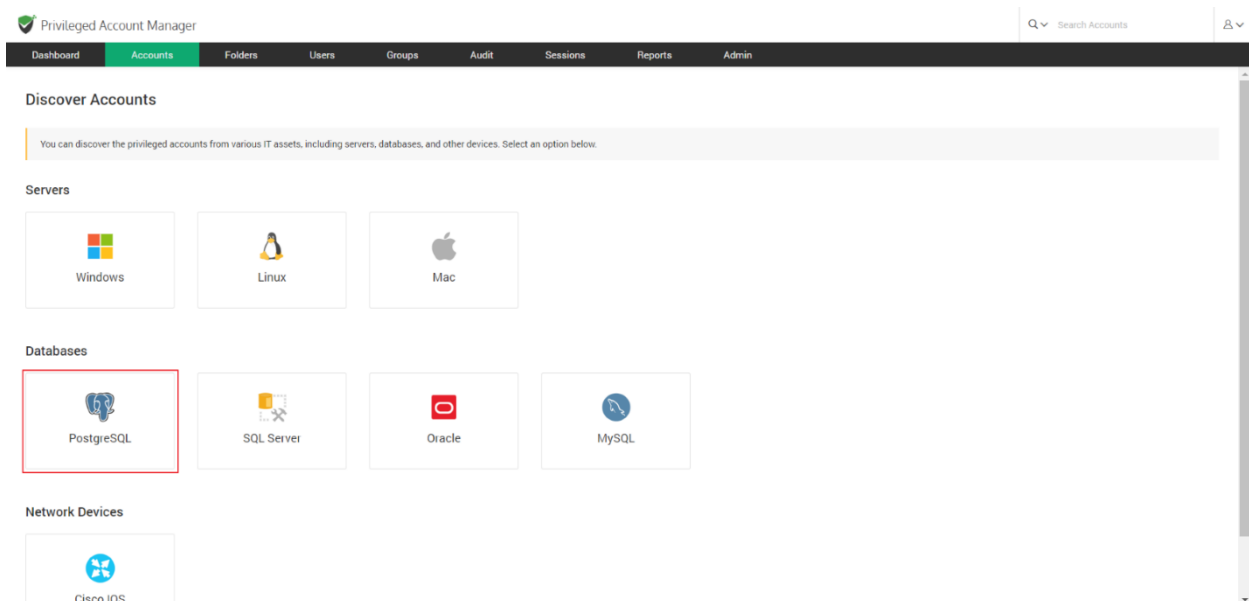 Privileged Account Manager
Search Accounts
Dashboard Accounts Folders Users Groups Audit Sessions Reports Admin
Discover Accounts
You can discover the privileged accounts from various IT assets, including servers, databases, and other devices. Select an option below.
Servers
Windows Linux Mac
Databases
PostgreSQL SQL Server Oracle MySQL
Network Devices
Cisco IOS